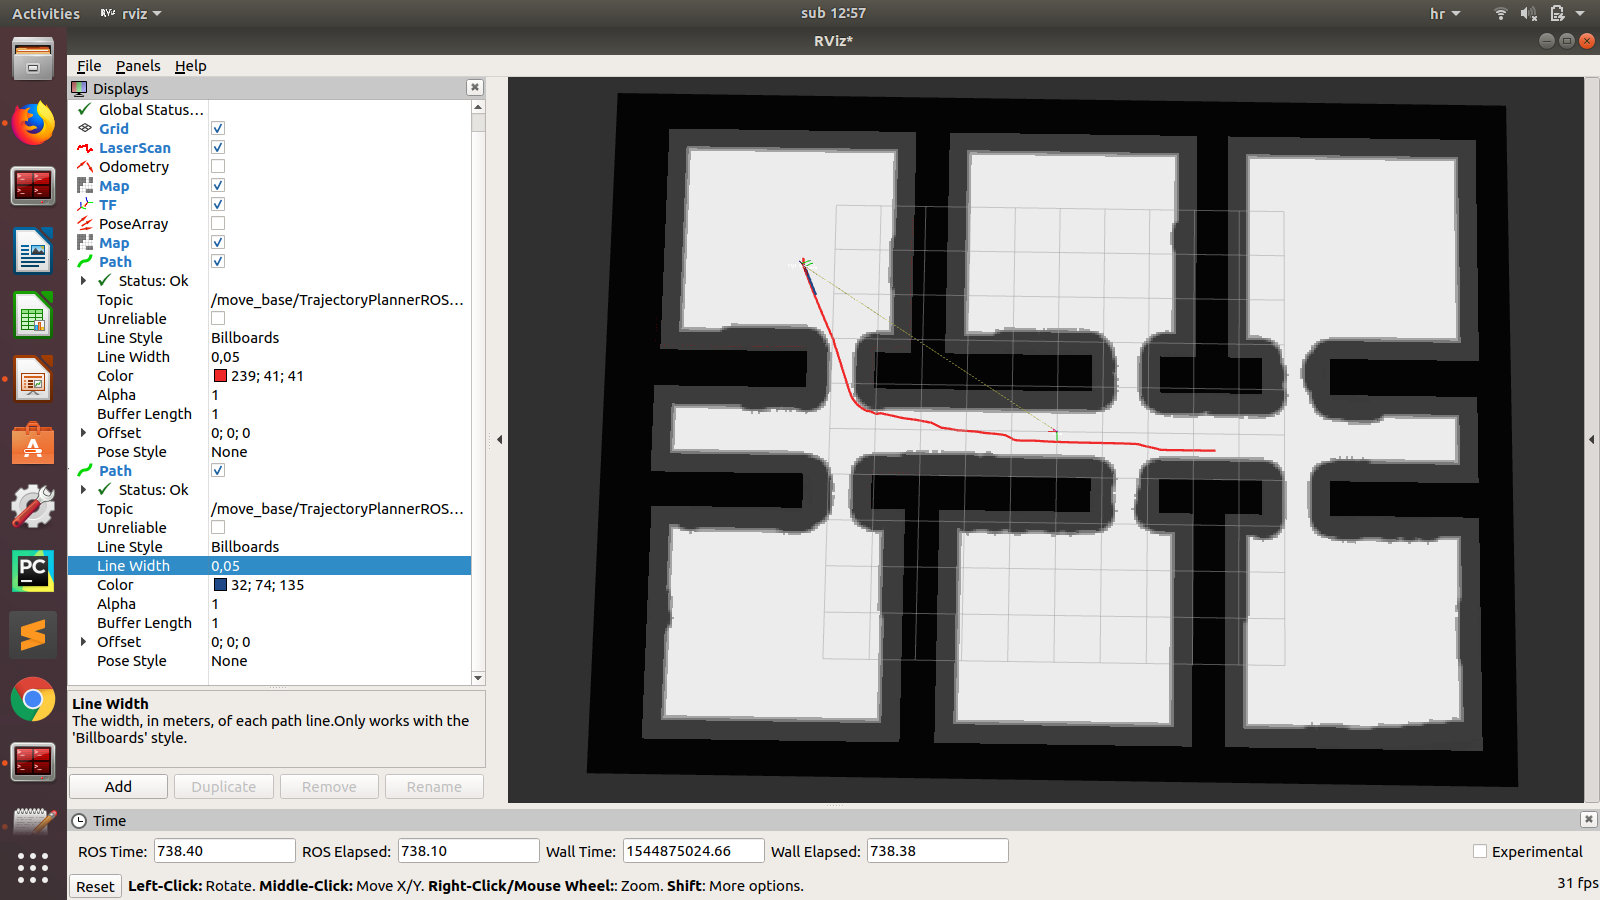 Activities RViz rviz sub 12:57 hr
RViz*
File Panels Help
Displays
Global Status...
Grid
LaserScan
Odometry
Map
TF
PoseArray
Map
Path
Status: Ok
Topic /move_base/TrajectoryPlannerROS...
Unreliable
Line Style Billboards
Line Width 0,05
Color 239; 41; 41
Alpha 1
Buffer Length 1
Offset 0; 0; 0
Pose Style None
Path
Status: Ok
Topic /move_base/TrajectoryPlannerROS...
Unreliable
Line Style Billboards
Line Width 0,05
Color 32; 74; 135
Alpha 1
Buffer Length 1
Offset 0; 0; 0
Pose Style None
Line Width
The width, in meters, of each path line.Only works with the
'Billboards' style.
Add Duplicate Remove Rename
Time
ROS Time: 738.40 ROS Elapsed: 738.10 Wall Time: 1544875024.66 Wall Elapsed: 738.38 Experimental
Reset Left-Click: Rotate. Middle-Click: Move X/Y. Right-Click/Mouse Wheel:: Zoom. Shift: More options. 31 fps
PC